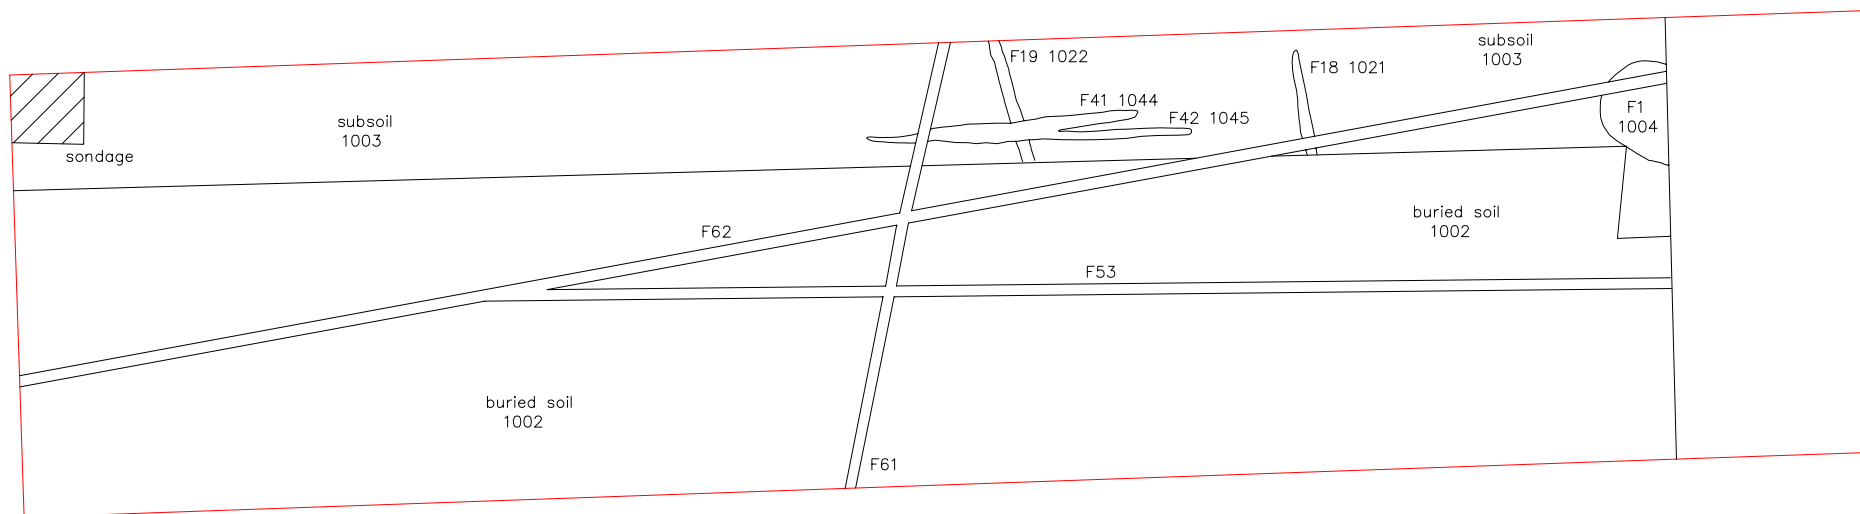 subsoil
1003
F19 1022
F18 1021
F41 1044
F42 1045
F1
1004
subsoil
1003
sondage
buried soil
1002
F62
F53
buried soil
1002
F61